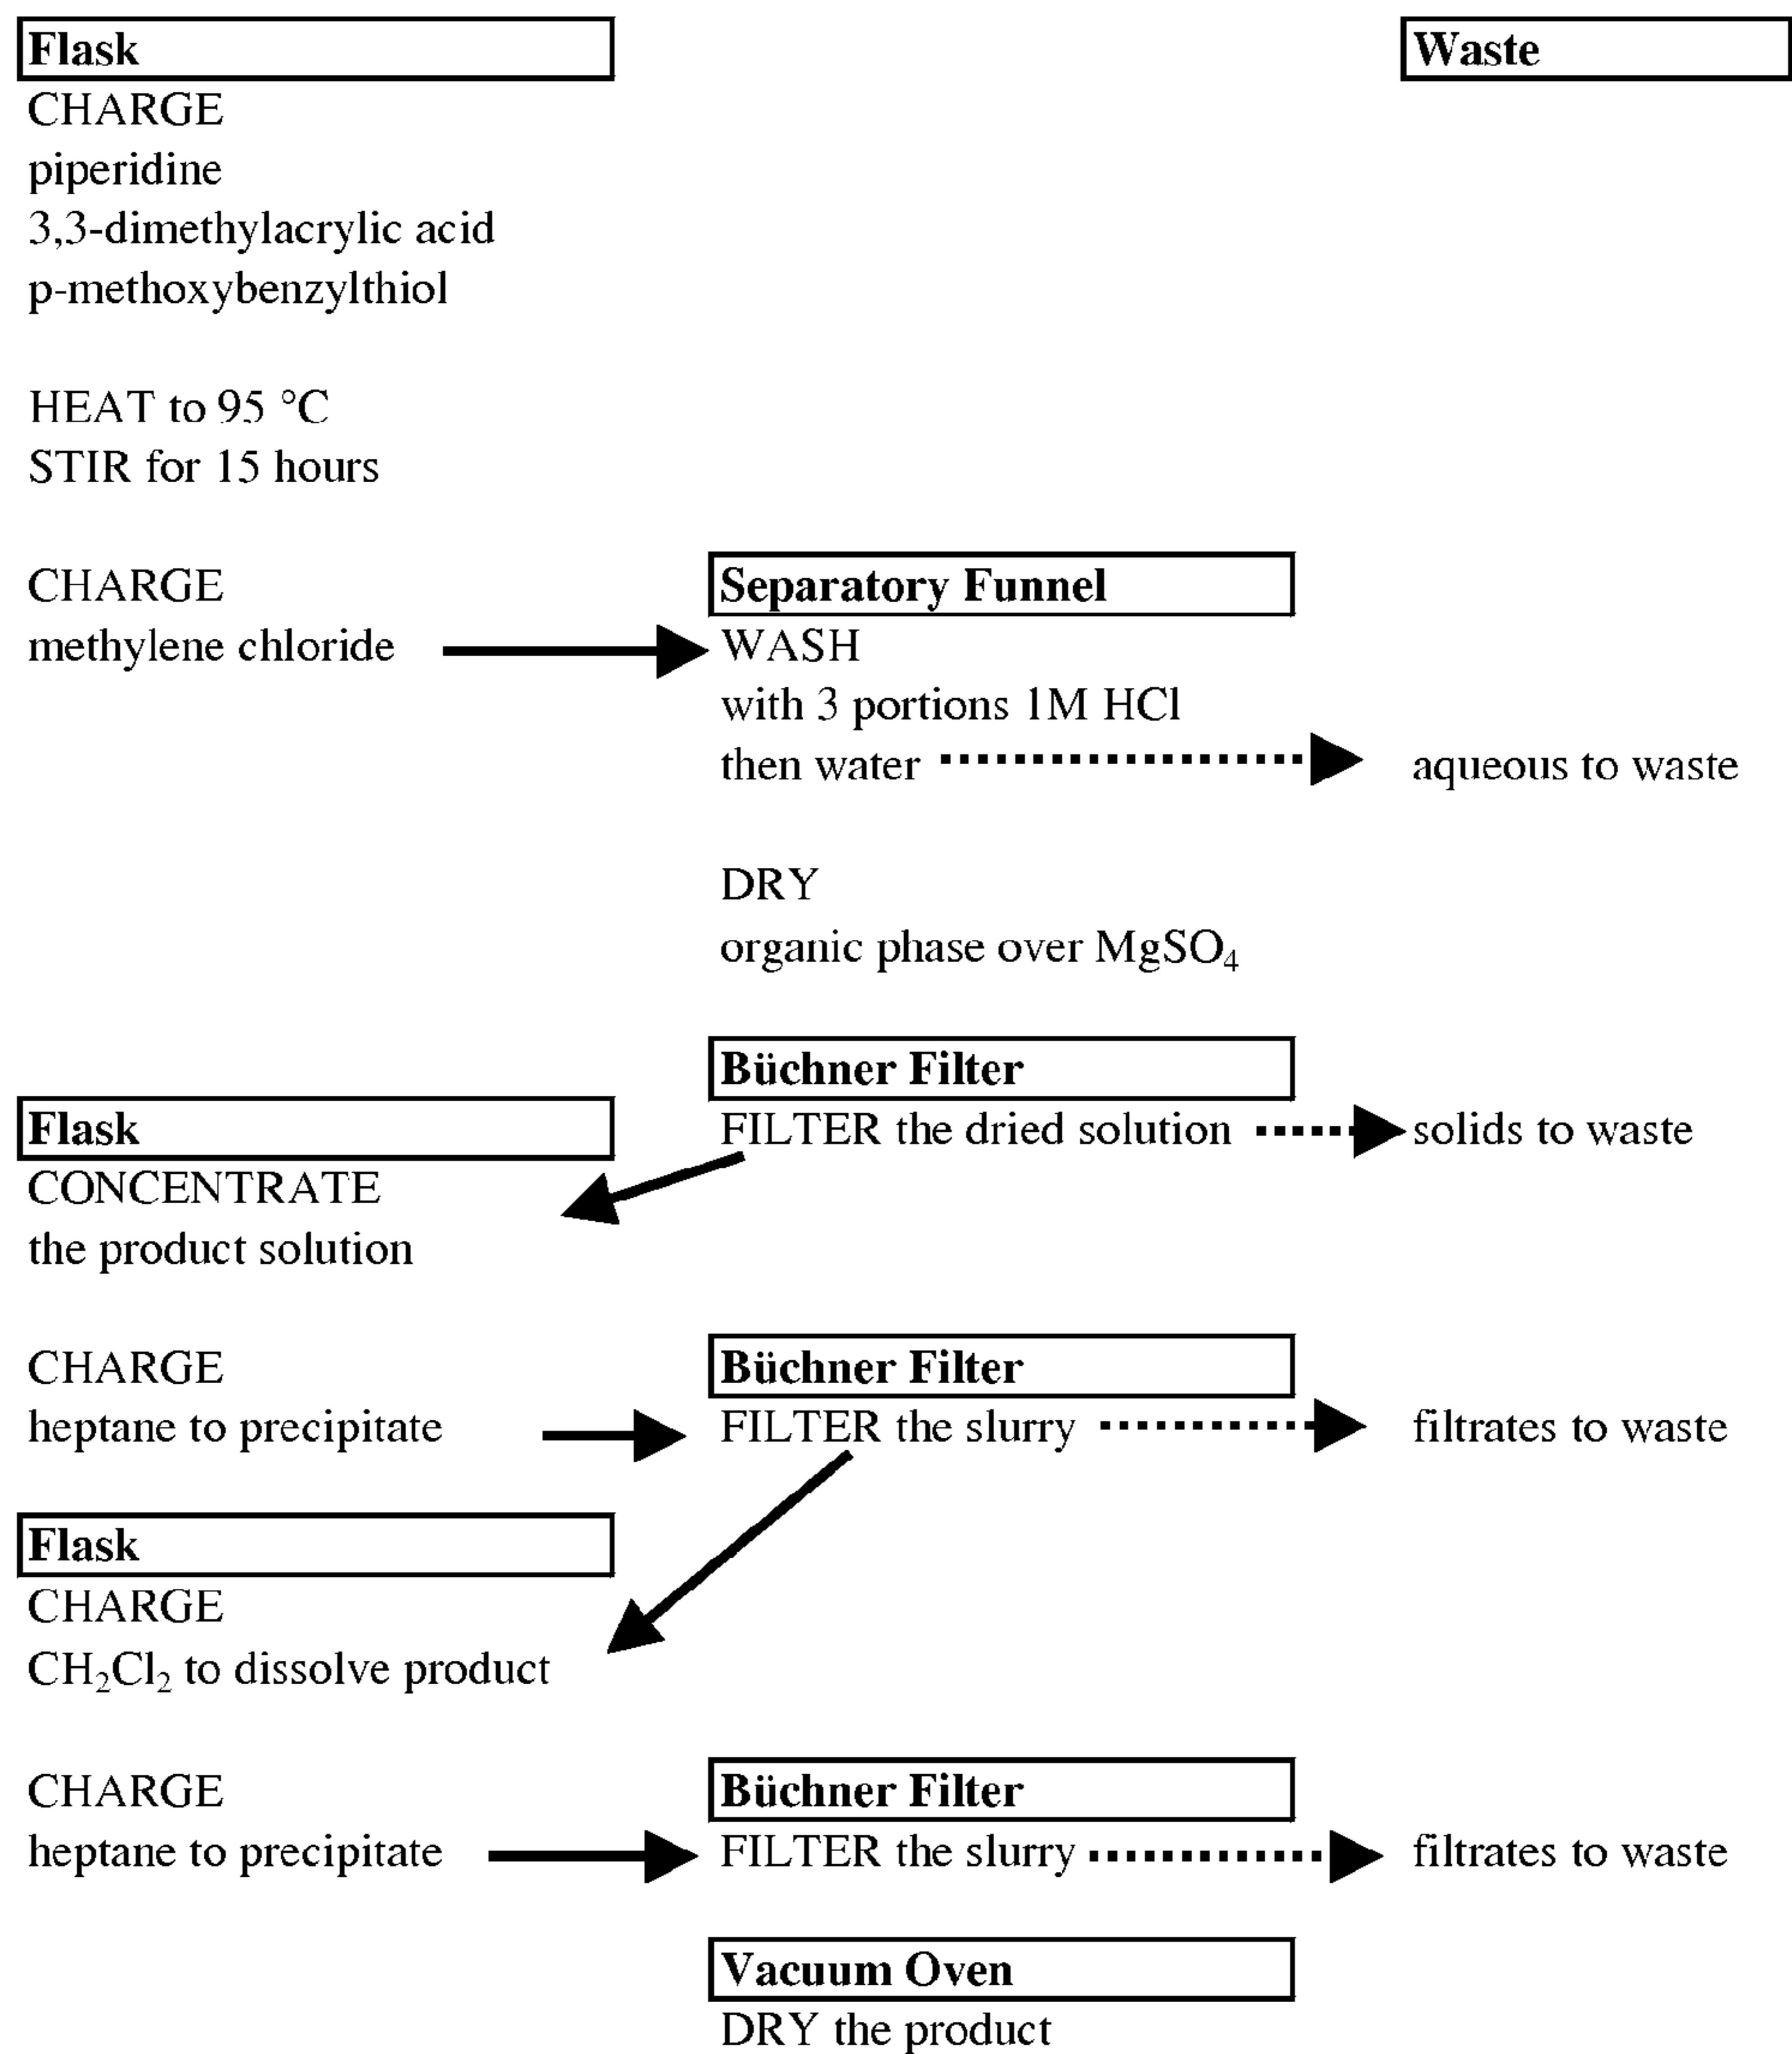 Flask
Waste
CHARGE
piperidine
3,3-dimethylacrylic acid
p-methoxybenzylthiol
HEAT to 95 °C
STIR for 15 hours
CHARGE
methylene chloride
Separatory Funnel
WASH
with 3 portions 1M HCl
then water
aqueous to waste
DRY
organic phase over MgSO₄
Büchner Filter
FILTER the dried solution
solids to waste
Flask
CONCENTRATE
the product solution
CHARGE
heptane to precipitate
Büchner Filter
FILTER the slurry
filtrates to waste
Flask
CHARGE
CH₂Cl₂ to dissolve product
CHARGE
heptane to precipitate
Büchner Filter
FILTER the slurry
filtrates to waste
Vacuum Oven
DRY the product